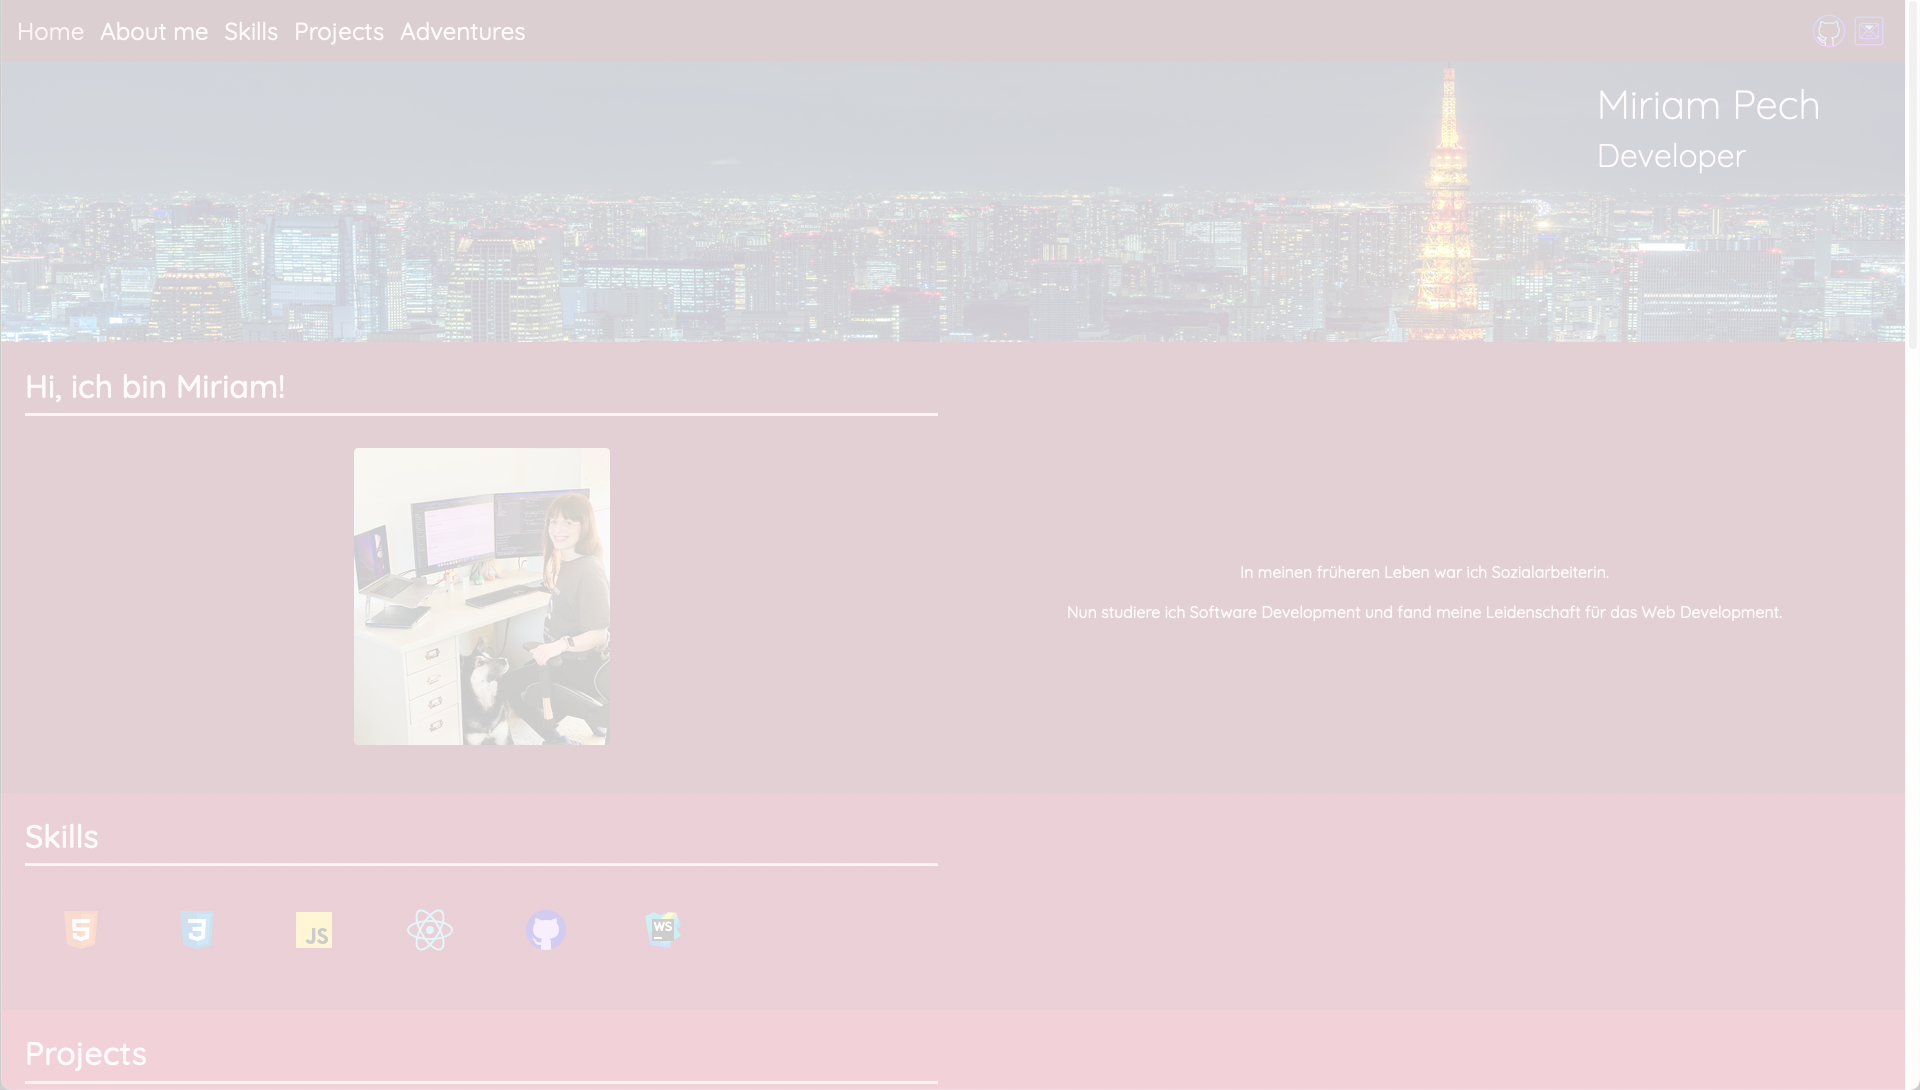 Home About me Skills Projects Adventures
Miriam Pech
Developer
Hi, ich bin Miriam!
In meinen früheren Leben war ich Sozialarbeiterin.
Nun studiere ich Software Development und fand meine Leidenschaft für das Web Development.
Skills
5 3 JS WS
Projects